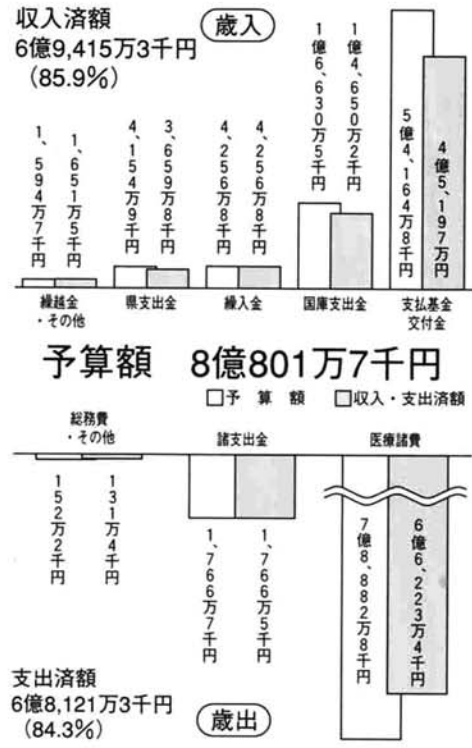 収入済額
6億9,415万3千円
(85.9％)
歳入
1、594万7千円
1、651万5千円
4、154万9千円
3、659万8千円
4、256万8千円
4、256万8千円
1億6、630万5千円
1億4、650万2千円
5億4、164万8千円
4億5、197万円
繰越金
・その他
県支出金
繰入金
国庫支出金
支払基金
交付金
予算額 8億801万7千円
予算額 収入・支出済額
総務費
・その他
諸支出金
医療諸費
152万2千円
131万4千円
1、766万7千円
1、766万5千円
7億8、882万8千円
6億6、223万4千円
支出済額
6億8,121万3千円
(84.3％)
歳出